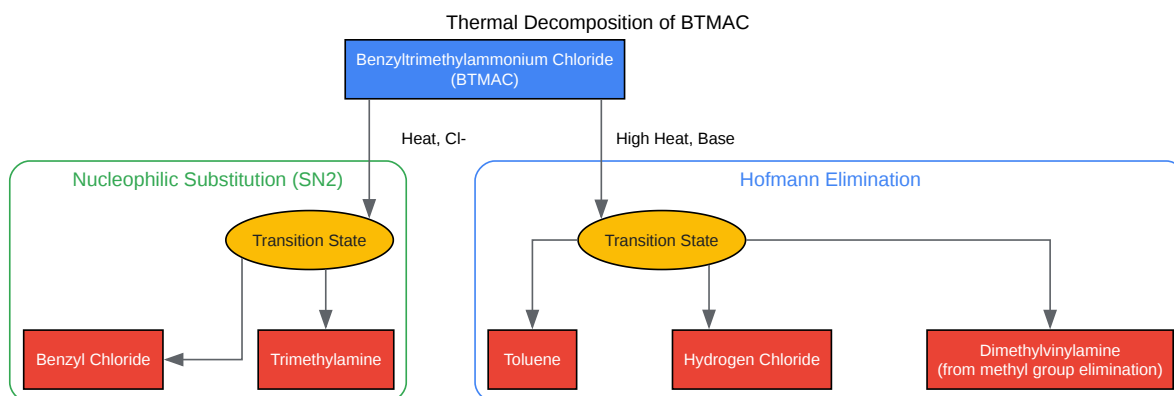 Thermal Decomposition of BTMAC
Benzyltrimethylammonium Chloride
(BTMAC)
Heat, Cl-
High Heat, Base
Nucleophilic Substitution (SN2)
Hofmann Elimination
Transition State
Transition State
Benzyl Chloride
Trimethylamine
Toluene
Hydrogen Chloride
Dimethylvinylamine
(from methyl group elimination)